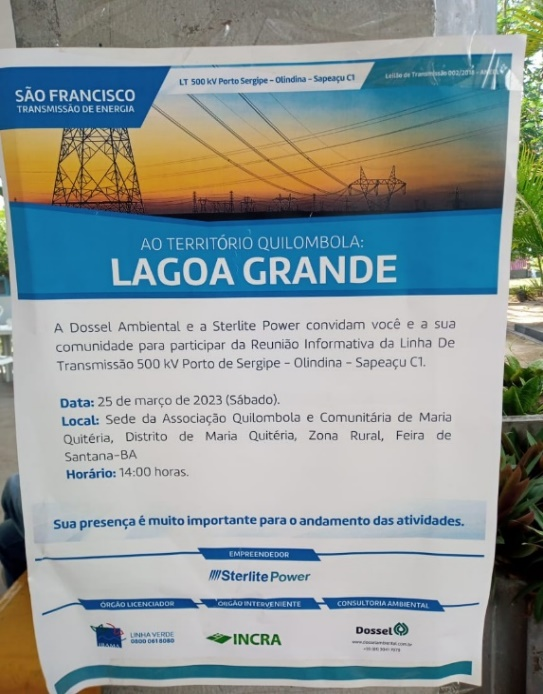 LT 500 kV Porto Sergipe - Olindina - Sapeaçu C1
Leilão de Transmissão 002/2018 - ANEEL
SÃO FRANCISCO
TRANSMISSÃO DE ENERGIA
AO TERRITÓRIO QUILOMBOLA:
LAGOA GRANDE
A Dossel Ambiental e a Sterlite Power convidam você e a sua
comunidade para participar da Reunião Informativa da Linha De
Transmissão 500 kV Porto de Sergipe – Olindina – Sapeaçu C1.
Data: 25 de março de 2023 (Sábado).
Local: Sede da Associação Quilombola e Comunitária de Maria
Quitéria, Distrito de Maria Quitéria, Zona Rural, Feira de
Santana-BA
Horário: 14:00 horas.
Sua presença é muito importante para o andamento das atividades.
EMPREENDEDOR
Sterlite Power
ÓRGÃO LICENCIADOR
ÓRGÃO INTERVENIENTE
CONSULTORIA AMBIENTAL
IBAMA
LINHA VERDE
0800 061 8080
INCRA
Dossel
www.dosselambiental.com.br